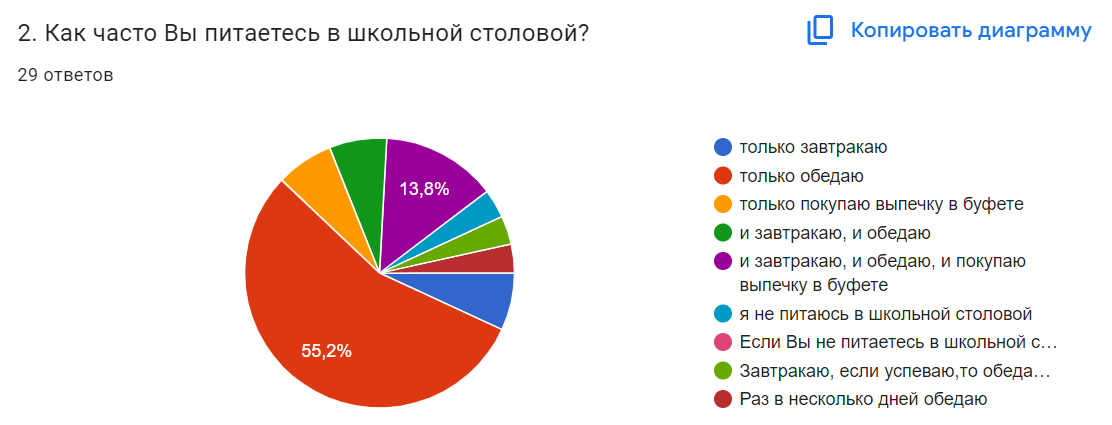 2. Как часто Вы питаетесь в школьной столовой?
Копировать диаграмму
29 ответов
13,8%
55,2%
только завтракаю
только обедаю
только покупаю выпечку в буфете
и завтракаю, и обедаю
и завтракаю, и обедаю, и покупаю
выпечку в буфете
я не питаюсь в школьной столовой
Если Вы не питаетесь в школьной с…
Завтракаю, если успеваю,то обеда…
Раз в несколько дней обедаю